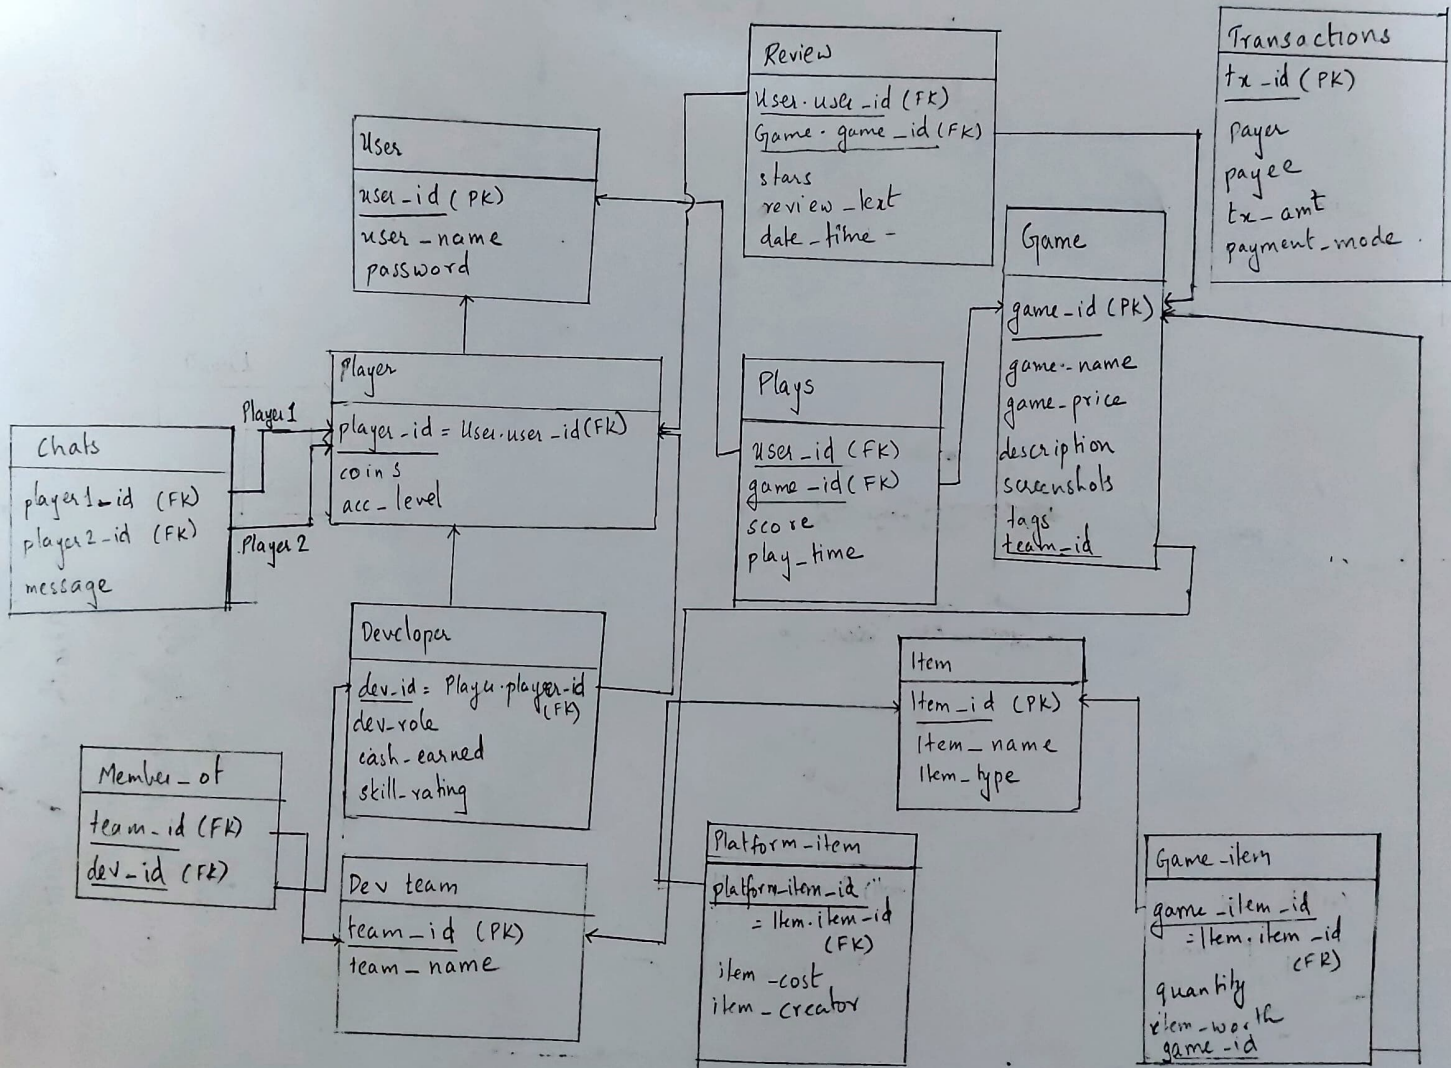 Review
User.user_id (FK)
Game.game_id (FK)
stars
review_text
date_time -
Transactions
tx_id (PK)
payer
payee
tx_amt
payment_mode.
User
user_id (PK)
user_name
password
Game
game_id (PK)
game_name
game_price
description
screenshots
tags
team_id
Player
player_id = User.user_id (FK)
coins
acc_level
Plays
user_id (FK)
game_id (FK)
score
play_time
Player 1
Player 2
Chats
player1_id (FK)
player2_id (FK)
message
Developer
dev_id = Player.player_id
(FK)
dev_role
cash_earned
skill_rating
Item
Item_id (PK)
Item_name
Item_type
Member_of
team_id (FK)
dev_id (FK)
Dev team
team_id (PK)
team_name
Platform_item
platform_item_id
= Item.item_id
(FK)
item_cost
item_creator
Game_item
game_item_id
= Item.item_id
(FK)
quantity
item_worth
game_id